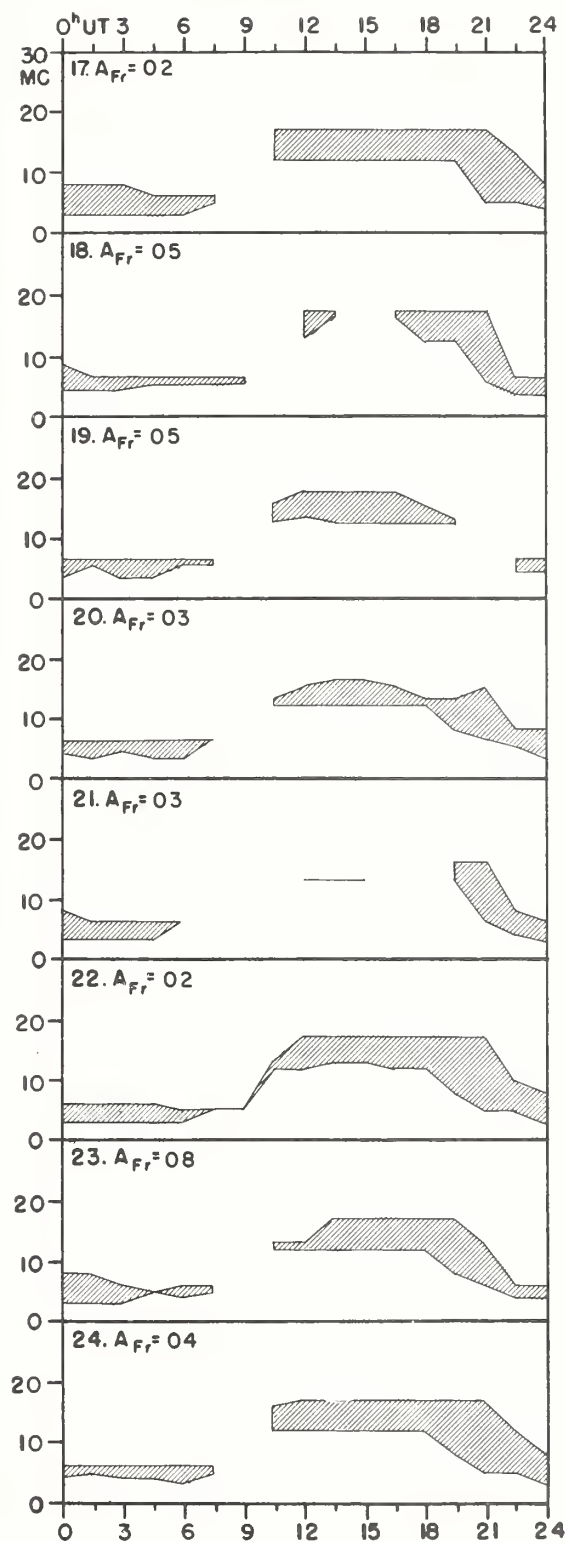 0ʰ UT 3 6 9 12 15 18 21 24
30
MC
17. A_Fr = 02
20
10
0
18. A_Fr = 05
20
10
0
19. A_Fr = 05
20
10
0
20. A_Fr = 03
20
10
0
21. A_Fr = 03
20
10
0
22. A_Fr = 02
20
10
0
23. A_Fr = 08
20
10
0
24. A_Fr = 04
20
10
0
0 3 6 9 12 15 18 21 24